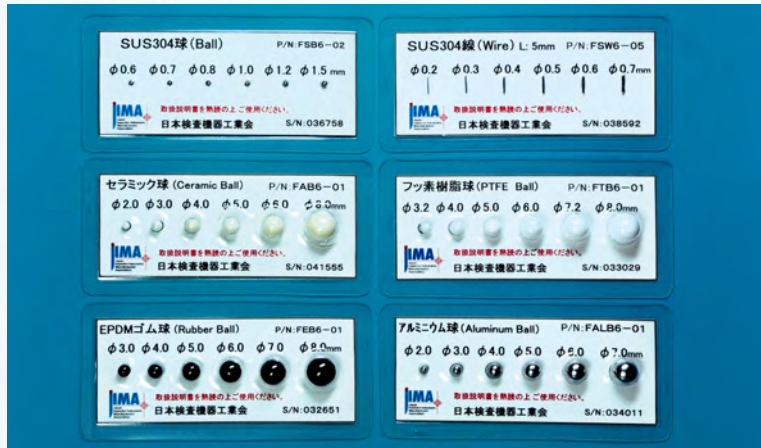 SUS304球(Ball) P/N:FSB6-02
φ0.6 φ0.7 φ0.8 φ1.0 φ1.2 φ1.5 mm
JIMA 取扱説明書を熟読の上ご使用ください。
日本検査機器工業会 S/N:036758
SUS304線(Wire) L: 5mm P/N:FSW6-05
φ0.2 φ0.3 φ0.4 φ0.5 φ0.6 φ0.7mm
JIMA 取扱説明書を熟読の上ご使用ください。
日本検査機器工業会 S/N:038592
セラミック球(Ceramic Ball) P/N:FAB6-01
φ2.0 φ3.0 φ4.0 φ5.0 φ6.0 φ8.0mm
JIMA 取扱説明書を熟読の上ご使用ください。
日本検査機器工業会 S/N:041555
フッ素樹脂球(PTFE Ball) P/N:FTB6-01
φ3.2 φ4.0 φ5.0 φ6.0 φ7.2 φ8.0mm
JIMA 取扱説明書を熟読の上ご使用ください。
日本検査機器工業会 S/N:033029
EPDMゴム球(Rubber Ball) P/N:FEB6-01
φ3.0 φ4.0 φ5.0 φ6.0 φ7.0 φ8.0mm
JIMA 取扱説明書を熟読の上ご使用ください。
日本検査機器工業会 S/N:032651
アルミニウム球(Aluminum Ball) P/N:FALB6-01
φ2.0 φ3.0 φ4.0 φ5.0 φ6.0 φ7.0mm
JIMA 取扱説明書を熟読の上ご使用ください。
日本検査機器工業会 S/N:034011